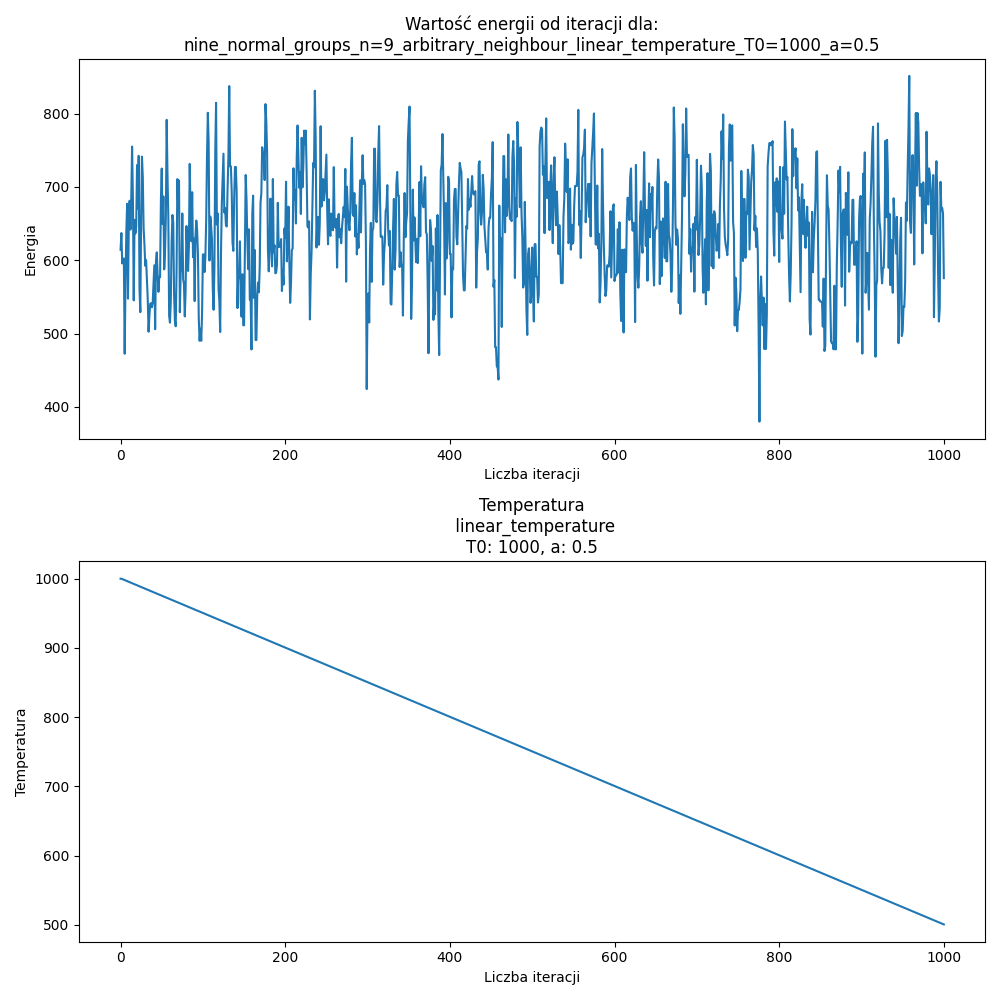 Wartość energii od iteracji dla:
nine_normal_groups_n=9_arbitrary_neighbour_linear_temperature_T0=1000_a=0.5
800
700
600
500
400
Energia
0 200 400 600 800 1000
Liczba iteracji
Temperatura
linear_temperature
T0: 1000, a: 0.5
1000
900
800
700
600
500
Temperatura
0 200 400 600 800 1000
Liczba iteracji